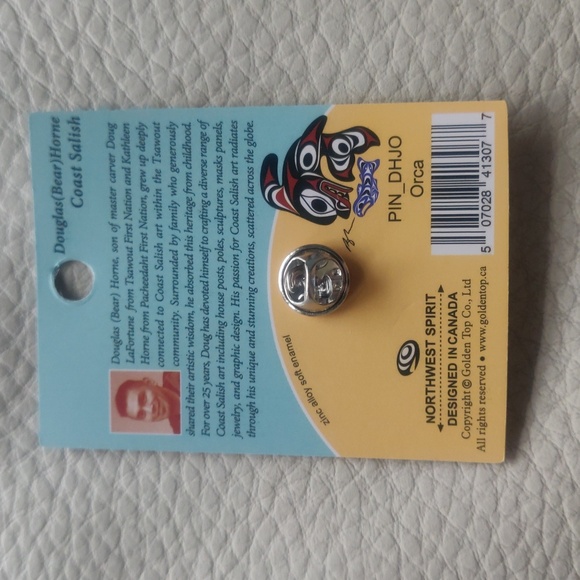 Douglas(Bear)Horne
Coast Salish
Douglas (Bear) Horne, son of master carver Doug
LaFortune from Tsawout First Nation and Kathleen
Horne from Pacheedaht First Nation, grew up deeply
connected to Coast Salish art within the Tsawout
community. Surrounded by family who generously
shared their artistic wisdom, he absorbed this heritage from childhood.
For over 25 years, Doug has devoted himself to crafting a diverse range of
Coast Salish art including house posts, poles, sculptures, masks panels,
jewelry, and graphic design. His passion for Coast Salish art radiates
through his unique and stunning creations, scattered across the globe.
zinc alloy soft enamel
PIN_DHJO
Orca
5 07028 41307 7
NORTHWEST SPIRIT
DESIGNED IN CANADA
Copyright © Golden Top Co., Ltd
All rights reserved • www.goldentop.ca